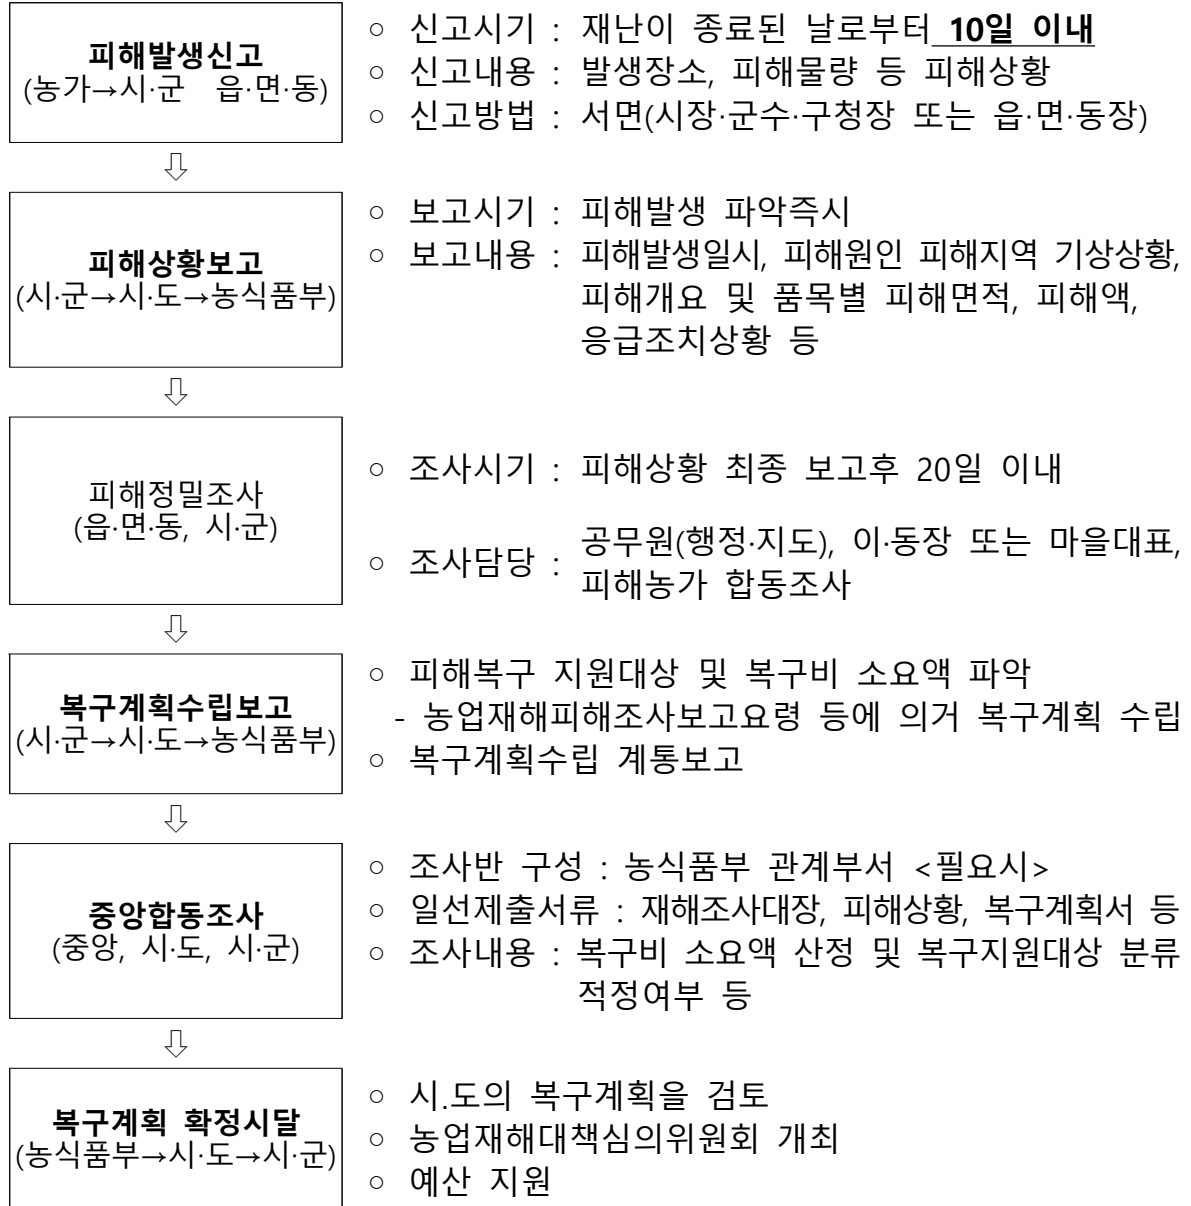 피해발생신고
(농가→시·군 읍·면·동)
○ 신고시기 : 재난이 종료된 날로부터 10일 이내
○ 신고내용 : 발생장소, 피해물량 등 피해상황
○ 신고방법 : 서면(시장·군수·구청장 또는 읍·면·동장)
⇩
피해상황보고
(시·군→시·도→농식품부)
○ 보고시기 : 피해발생 파악즉시
○ 보고내용 : 피해발생일시, 피해원인 피해지역 기상상황,
피해개요 및 품목별 피해면적, 피해액,
응급조치상황 등
⇩
피해정밀조사
(읍·면·동, 시·군)
○ 조사시기 : 피해상황 최종 보고후 20일 이내
○ 조사담당 : 공무원(행정·지도), 이·동장 또는 마을대표,
피해농가 합동조사
⇩
복구계획수립보고
(시·군→시·도→농식품부)
○ 피해복구 지원대상 및 복구비 소요액 파악
- 농업재해피해조사보고요령 등에 의거 복구계획 수립
○ 복구계획수립 계통보고
⇩
중앙합동조사
(중앙, 시·도, 시·군)
○ 조사반 구성 : 농식품부 관계부서 <필요시>
○ 일선제출서류 : 재해조사대장, 피해상황, 복구계획서 등
○ 조사내용 : 복구비 소요액 산정 및 복구지원대상 분류
적정여부 등
⇩
복구계획 확정시달
(농식품부→시·도→시·군)
○ 시.도의 복구계획을 검토
○ 농업재해대책심의위원회 개최
○ 예산 지원